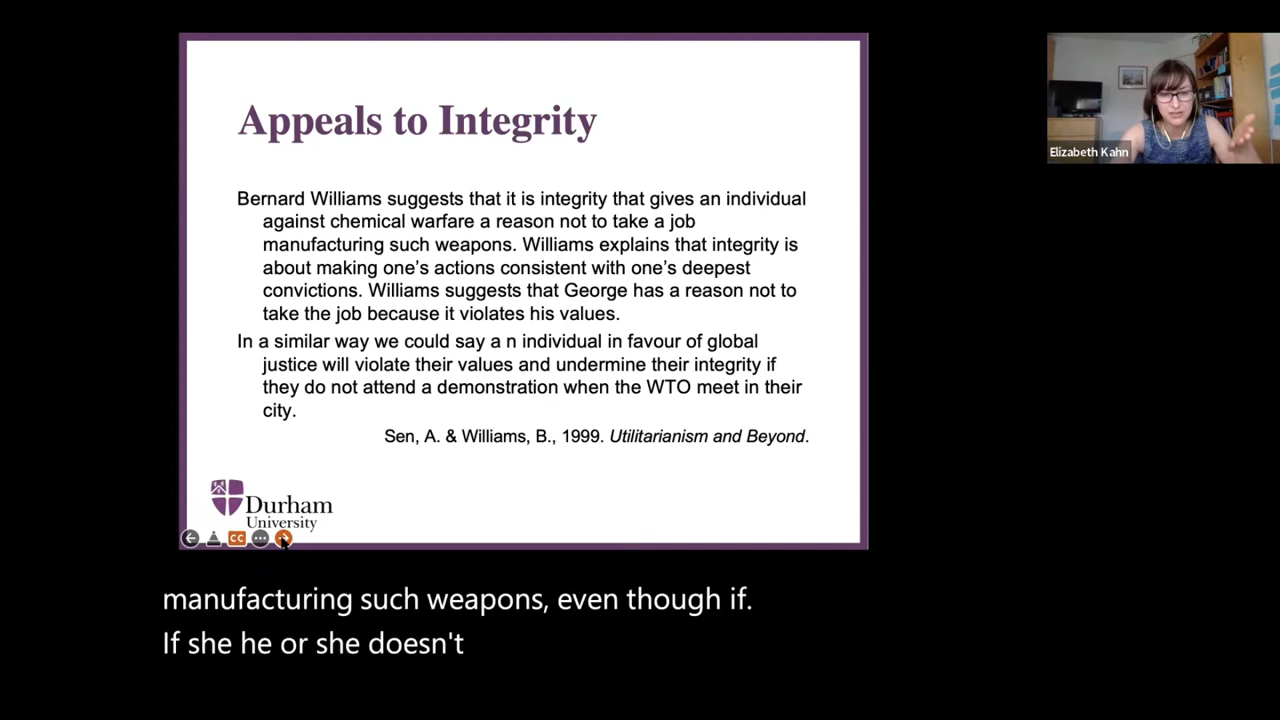 Appeals to Integrity
Bernard Williams suggests that it is integrity that gives an individual
against chemical warfare a reason not to take a job
manufacturing such weapons. Williams explains that integrity is
about making one's actions consistent with one's deepest
convictions. Williams suggests that George has a reason not to
take the job because it violates his values.
In a similar way we could say a n individual in favour of global
justice will violate their values and undermine their integrity if
they do not attend a demonstration when the WTO meet in their
city.
Sen, A. & Williams, B., 1999. Utilitarianism and Beyond.
Durham
University
CC
Elizabeth Kahn
manufacturing such weapons, even though if.
If she he or she doesn't